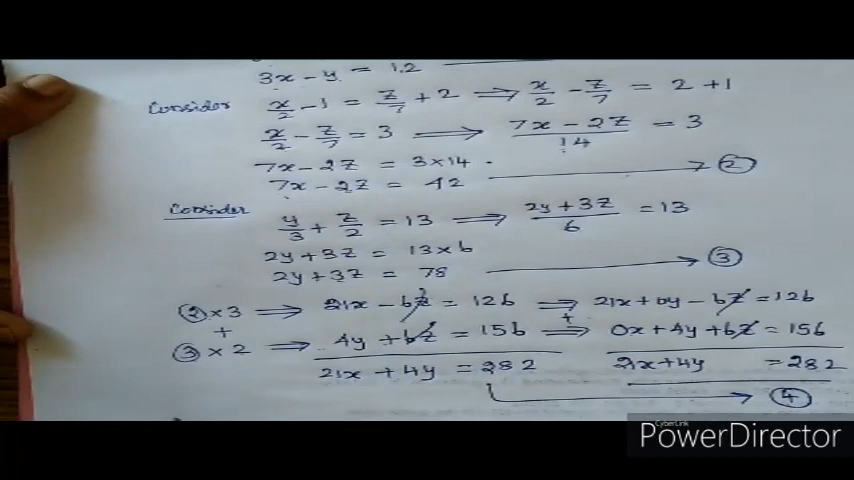 3x - y = 12
Consider x/2 - 1 = z/7 + 2 ⟹ x/2 - z/7 = 2 + 1
x/2 - z/7 = 3 ⟹ (7x - 2z)/14 = 3
7x - 2z = 3 × 14
7x - 2z = 42 ⟶ ②
Consider y/3 + z/2 = 13 ⟹ (2y + 3z)/6 = 13
2y + 3z = 13 × 6
2y + 3z = 78 ⟶ ③
② × 3 ⟹ 21x - 6z = 126 ⟹ 21x + 0y - 6z = 126
+ +
③ × 2 ⟹ 4y + 6z = 156 ⟹ 0x + 4y + 6z = 156
21x + 4y = 282 21x + 4y = 282
⟶ ④
CyberLink
PowerDirector